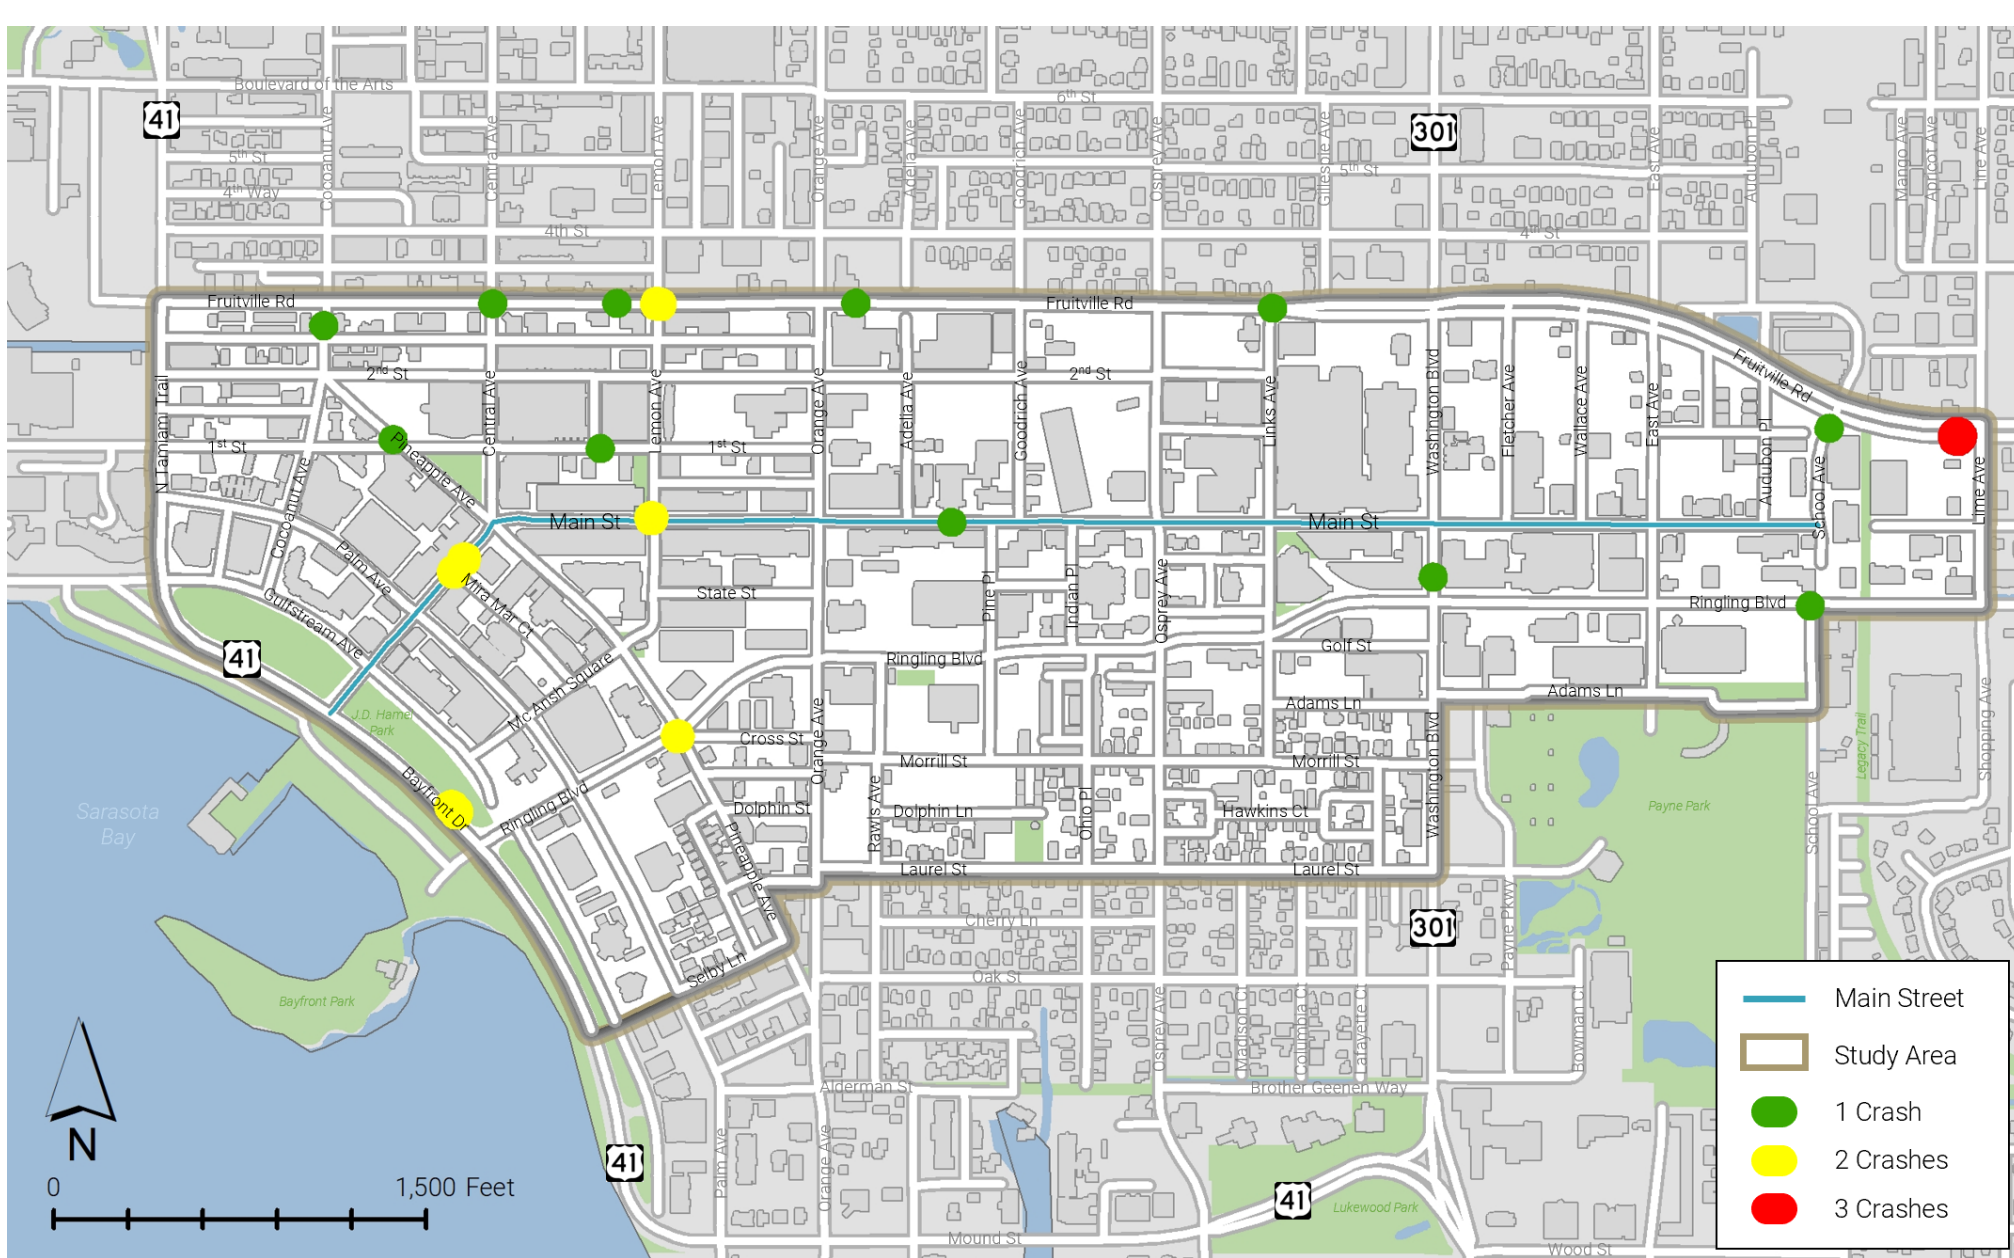 Boulevard of the Arts
6th St
41
301
5th St
5th St
4th Way
4th St
4th St
Cocoanut Ave
Central Ave
Lemon Ave
Orange Ave
Adelia Ave
Goodrich Ave
Osprey Ave
Gillespie Ave
East Ave
Audubon Pl
Mango Ave
Apricot Ave
Lime Ave
Fruitville Rd
Fruitville Rd
Fruitville Rd
2nd St
2nd St
1st St
1st St
N Tamiami Trail
Cocoanut Ave
Pineapple Ave
Central Ave
Lemon Ave
Orange Ave
Adelia Ave
Goodrich Ave
Links Ave
Washington Blvd
Fletcher Ave
Wallace Ave
East Ave
Audubon Pl
School Ave
Lime Ave
Main St
Main St
Palm Ave
Mira Mar Ct
Gulfstream Ave
State St
Pine Pl
Indian Pl
Osprey Ave
Ringling Blvd
Golf St
41
Mc Ansh Square
Ringling Blvd
Adams Ln
Adams Ln
J.D. Hamel
Park
Cross St
Orange Ave
Morrill St
Morrill St
Washington Blvd
Legacy Trail
Shopping Ave
Bayfront Dr
Ringling Blvd
Dolphin St
Rawls Ave
Dolphin Ln
Ohio Pl
Hawkins Ct
Payne Park
School Ave
Sarasota
Bay
Pineapple Ave
Laurel St
Laurel St
Cherry Ln
301
Payne Pkwy
Selby Ln
Oak St
Bayfront Park
Osprey Ave
Madison Ct
Columbia Ct
Lafayette Ct
Bowman Ct
Alderman St
Brother Geenen Way
Palm Ave
Orange Ave
41
41
Lukewood Park
Mound St
Wood St
N
0
1,500 Feet
Main Street
Study Area
1 Crash
2 Crashes
3 Crashes